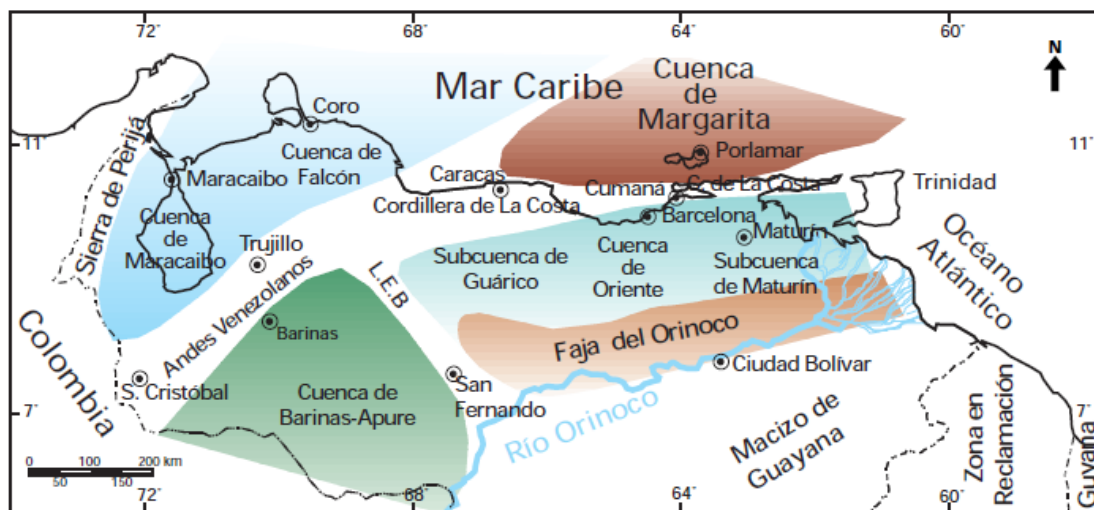 72°
68°
64°
60°
N
Mar Caribe
Cuenca
de
Margarita
Coro
11°
11°
Sierra de Perijá
Cuenca de
Falcón
Porlamar
Maracaibo
Caracas
Cumaná
C. de La Costa
Trinidad
Cordillera de La Costa
Barcelona
Cuenca
de
Maracaibo
Trujillo
Maturín
Océano
Atlántico
Subcuenca de
Guárico
Cuenca
de
Oriente
Subcuenca
de Maturín
L.E.B
Andes Venezolanos
Colombia
Barinas
Faja del Orinoco
Ciudad Bolívar
S. Cristóbal
Cuenca de
Barinas-Apure
San
Fernando
7°
7°
Río Orinoco
Macizo de
Guayana
Zona en
Reclamación
Guyana
0 100 200 km
50 150
72°
68°
64°
60°